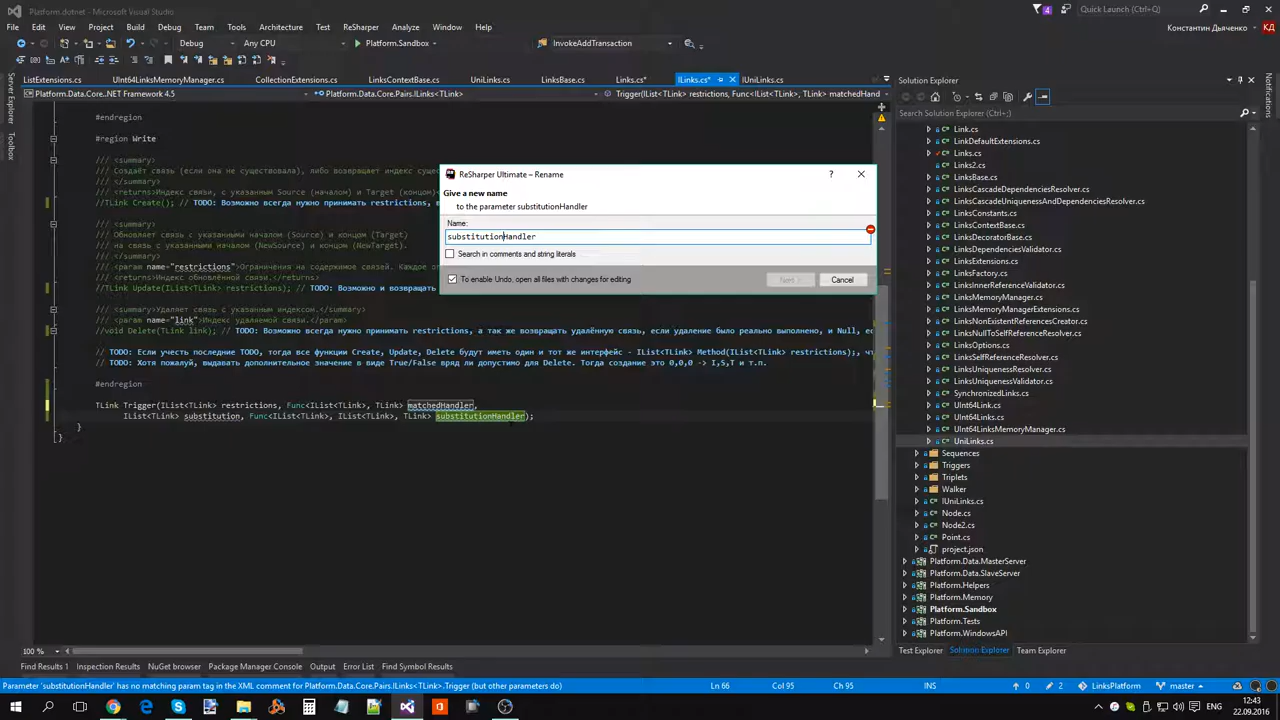 Platform.dotnet - Microsoft Visual Studio
4
Quick Launch (Ctrl+Q)
File Edit View Project Build Debug Team Tools Test ReSharper Analyze Window Help
Константин Дьяченко КД
Debug Any CPU Platform.Sandbox InvokeAddTransaction
ListExtensions.cs UInt64LinksMemoryManager.cs CollectionExtensions.cs LinksContextBase.cs UniLinks.cs LinksBase.cs Links.cs* ILinks.cs* IUniLinks.cs
Platform.Data.Core..NET Framework 4.5 Platform.Data.Core.Pairs.ILinks<TLink> Trigger(IList<TLink> restrictions, Func<IList<TLink>, TLink> matchedHand
Server Explorer
Toolbox
Notifications
#endregion
#region Write
/// <summary>
/// Создаёт связь (если она не существовала), либо возвращает индекс существующей
/// </summary>
/// <returns>Индекс связи, с указанным Source (началом) и Target (концом)
//TLink Create(); // TODO: Возможно всегда нужно принимать restrictions,
/// <summary>
/// Обновляет связь с указанными началом (Source) и концом (Target)
/// на связь с указанными началом (NewSource) и концом (NewTarget).
/// </summary>
/// <param name="restrictions">Ограничения на содержимое связей. Каждое
/// <returns>Индекс обновлённой связи.</returns>
//TLink Update(IList<TLink> restrictions); // TODO: Возможно и возвращать
/// <summary>Удаляет связь с указанным индексом.</summary>
/// <param name="link">Индекс удаляемой связи.</param>
//void Delete(TLink link); // TODO: Возможно всегда нужно принимать restrictions, а так же возвращать удалённую связь, если удаление было реально выполнено, и Null, ес
// TODO: Если учесть последние TODO, тогда все функции Create, Update, Delete будут иметь один и тот же интерфейс - IList<TLink> Method(IList<TLink> restrictions);, чт
// TODO: Хотя пожалуй, выдавать дополнительное значение в виде True/False вряд ли допустимо для Delete. Тогда создание это 0,0,0 -> I,S,T и т.п.
#endregion
TLink Trigger(IList<TLink> restrictions, Func<IList<TLink>, TLink> matchedHandler,
IList<TLink> substitution, Func<IList<TLink>, IList<TLink>, TLink> substitutionHandler);
}
}
ReSharper Ultimate – Rename
Give a new name
to the parameter substitutionHandler
Name:
substitutionHandler
Search in comments and string literals
To enable Undo, open all files with changes for editing
Next >
Cancel
Solution Explorer
Search Solution Explorer (Ctrl+;)
Link.cs
LinkDefaultExtensions.cs
Links.cs
Links2.cs
LinksBase.cs
LinksCascadeDependenciesResolver.cs
LinksCascadeUniquenessAndDependenciesResolver.cs
LinksConstants.cs
LinksContextBase.cs
LinksDecoratorBase.cs
LinksDependenciesValidator.cs
LinksExtensions.cs
LinksFactory.cs
LinksInnerReferenceValidator.cs
LinksMemoryManager.cs
LinksNonExistentReferencesCreator.cs
LinksNullToSelfReferenceResolver.cs
LinksOptions.cs
LinksSelfReferenceResolver.cs
LinksUniquenessResolver.cs
LinksUniquenessValidator.cs
UInt64Link.cs
UInt64Links.cs
UInt64LinksMemoryManager.cs
UniLinks.cs
Sequences
Triggers
Triplets
Walker
IUniLinks.cs
Node.cs
Node2.cs
Point.cs
project.json
Platform.Data.MasterServer
Platform.Data.SlaveServer
Platform.Helpers
Platform.Memory
Platform.Sandbox
Platform.Tests
Platform.WindowsAPI
Test Explorer Solution Explorer Team Explorer
100 %
Find Results 1 Inspection Results NuGet browser Package Manager Console Output Error List Find Symbol Results
Parameter 'substitutionHandler' has no matching param tag in the XML comment for Platform.Data.Core.Pairs.ILinks<TLink>.Trigger (but other parameters do) Ln 66 Col 95 Ch 95 INS 0 2 LinksPlatform master
ENG
12:43
22.09.2016